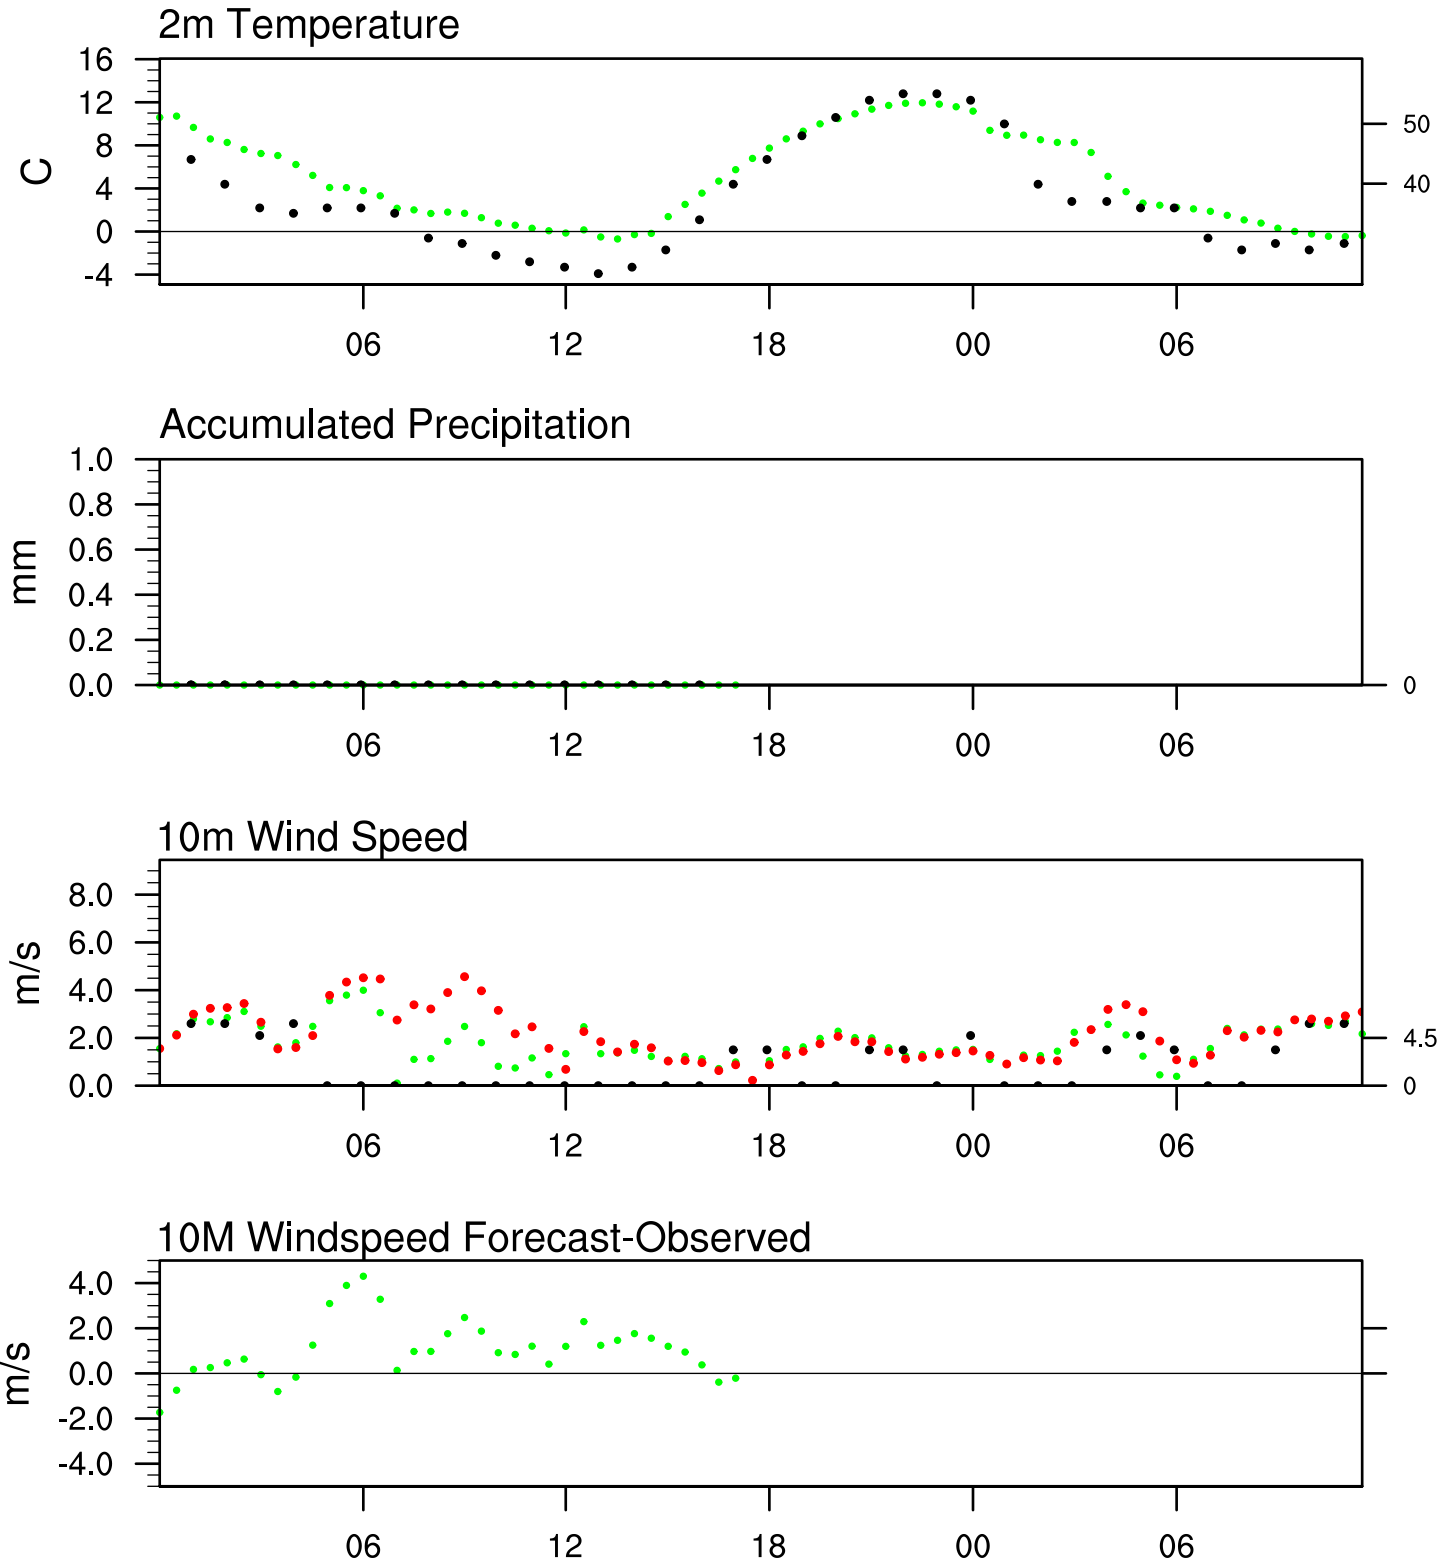 2m Temperature
16
12
8
4
0
-4
C
50
40
06 12 18 00 06
Accumulated Precipitation
1.0
0.8
0.6
0.4
0.2
0.0
mm
0
06 12 18 00 06
10m Wind Speed
8.0
6.0
4.0
2.0
0.0
m/s
4.5
0
06 12 18 00 06
10M Windspeed Forecast-Observed
4.0
2.0
0.0
-2.0
-4.0
m/s
06 12 18 00 06